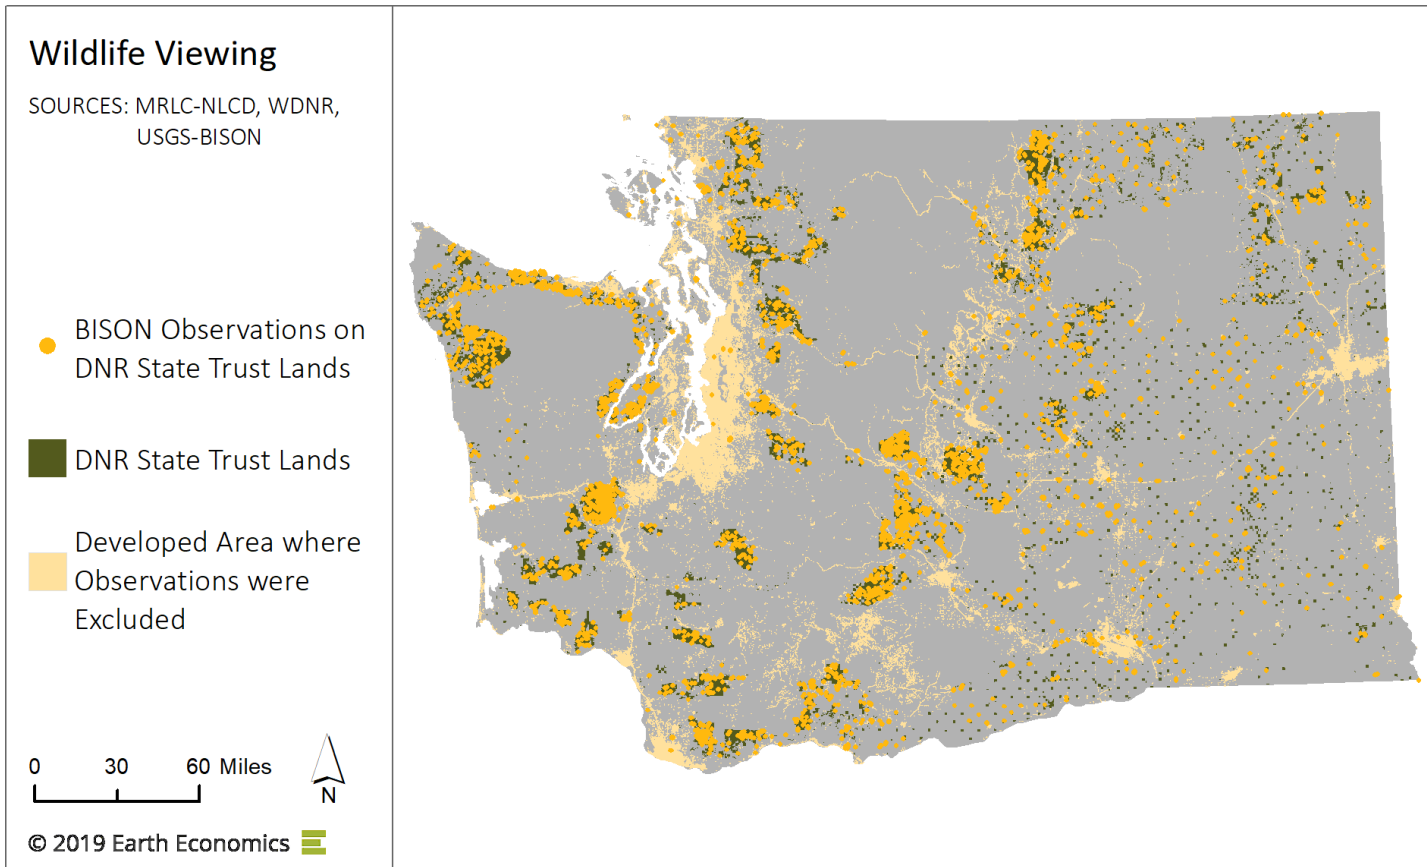 Wildlife Viewing
SOURCES: MRLC-NLCD, WDNR,
USGS-BISON
BISON Observations on
DNR State Trust Lands
DNR State Trust Lands
Developed Area where
Observations were
Excluded
0 30 60 Miles
N
© 2019 Earth Economics